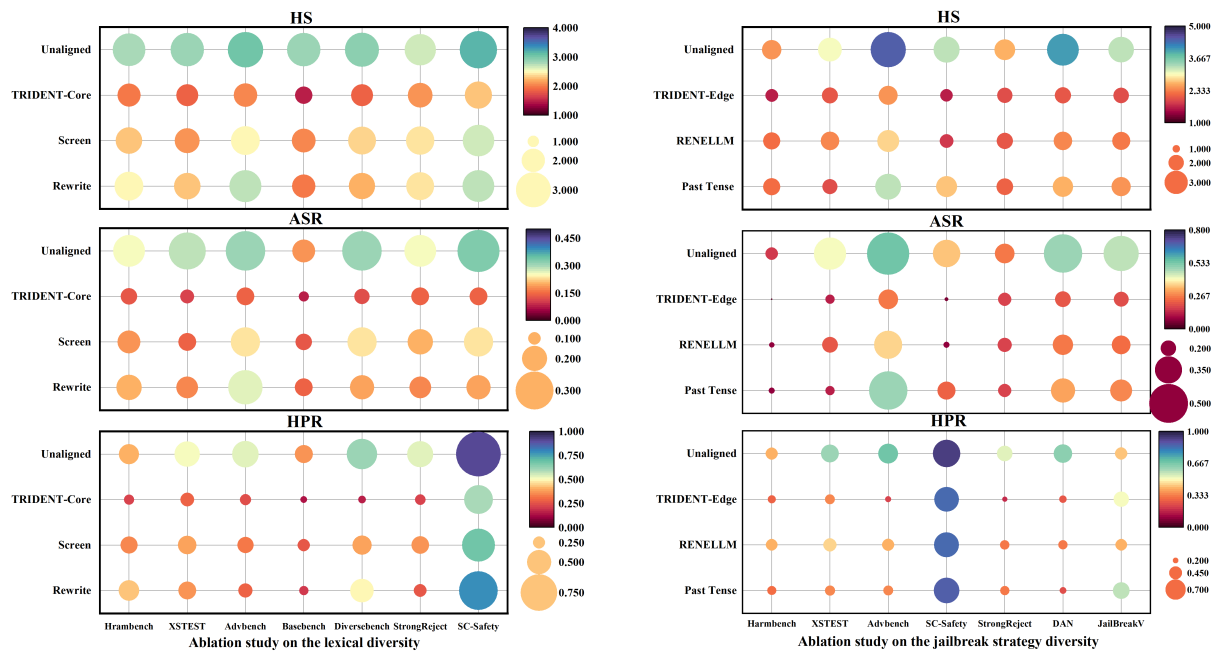 HS
Unaligned
TRIDENT-Core
Screen
Rewrite
4.000
3.000
2.000
1.000
1.000
2.000
3.000
ASR
Unaligned
TRIDENT-Core
Screen
Rewrite
0.450
0.300
0.150
0.000
0.100
0.200
0.300
HPR
Unaligned
TRIDENT-Core
Screen
Rewrite
1.000
0.750
0.500
0.250
0.000
0.250
0.500
0.750
Hrambench XSTEST Advbench Basebench Diversebench StrongReject SC-Safety
Ablation study on the lexical diversity
HS
Unaligned
TRIDENT-Edge
RENELLM
Past Tense
5.000
3.667
2.333
1.000
1.000
2.000
3.000
ASR
Unaligned
TRIDENT-Edge
RENELLM
Past Tense
0.800
0.533
0.267
0.000
0.200
0.350
0.500
HPR
Unaligned
TRIDENT-Edge
RENELLM
Past Tense
1.000
0.667
0.333
0.000
0.200
0.450
0.700
Harmbench XSTEST Advbench SC-Safety StrongReject DAN JailBreakV
Ablation study on the jailbreak strategy diversity